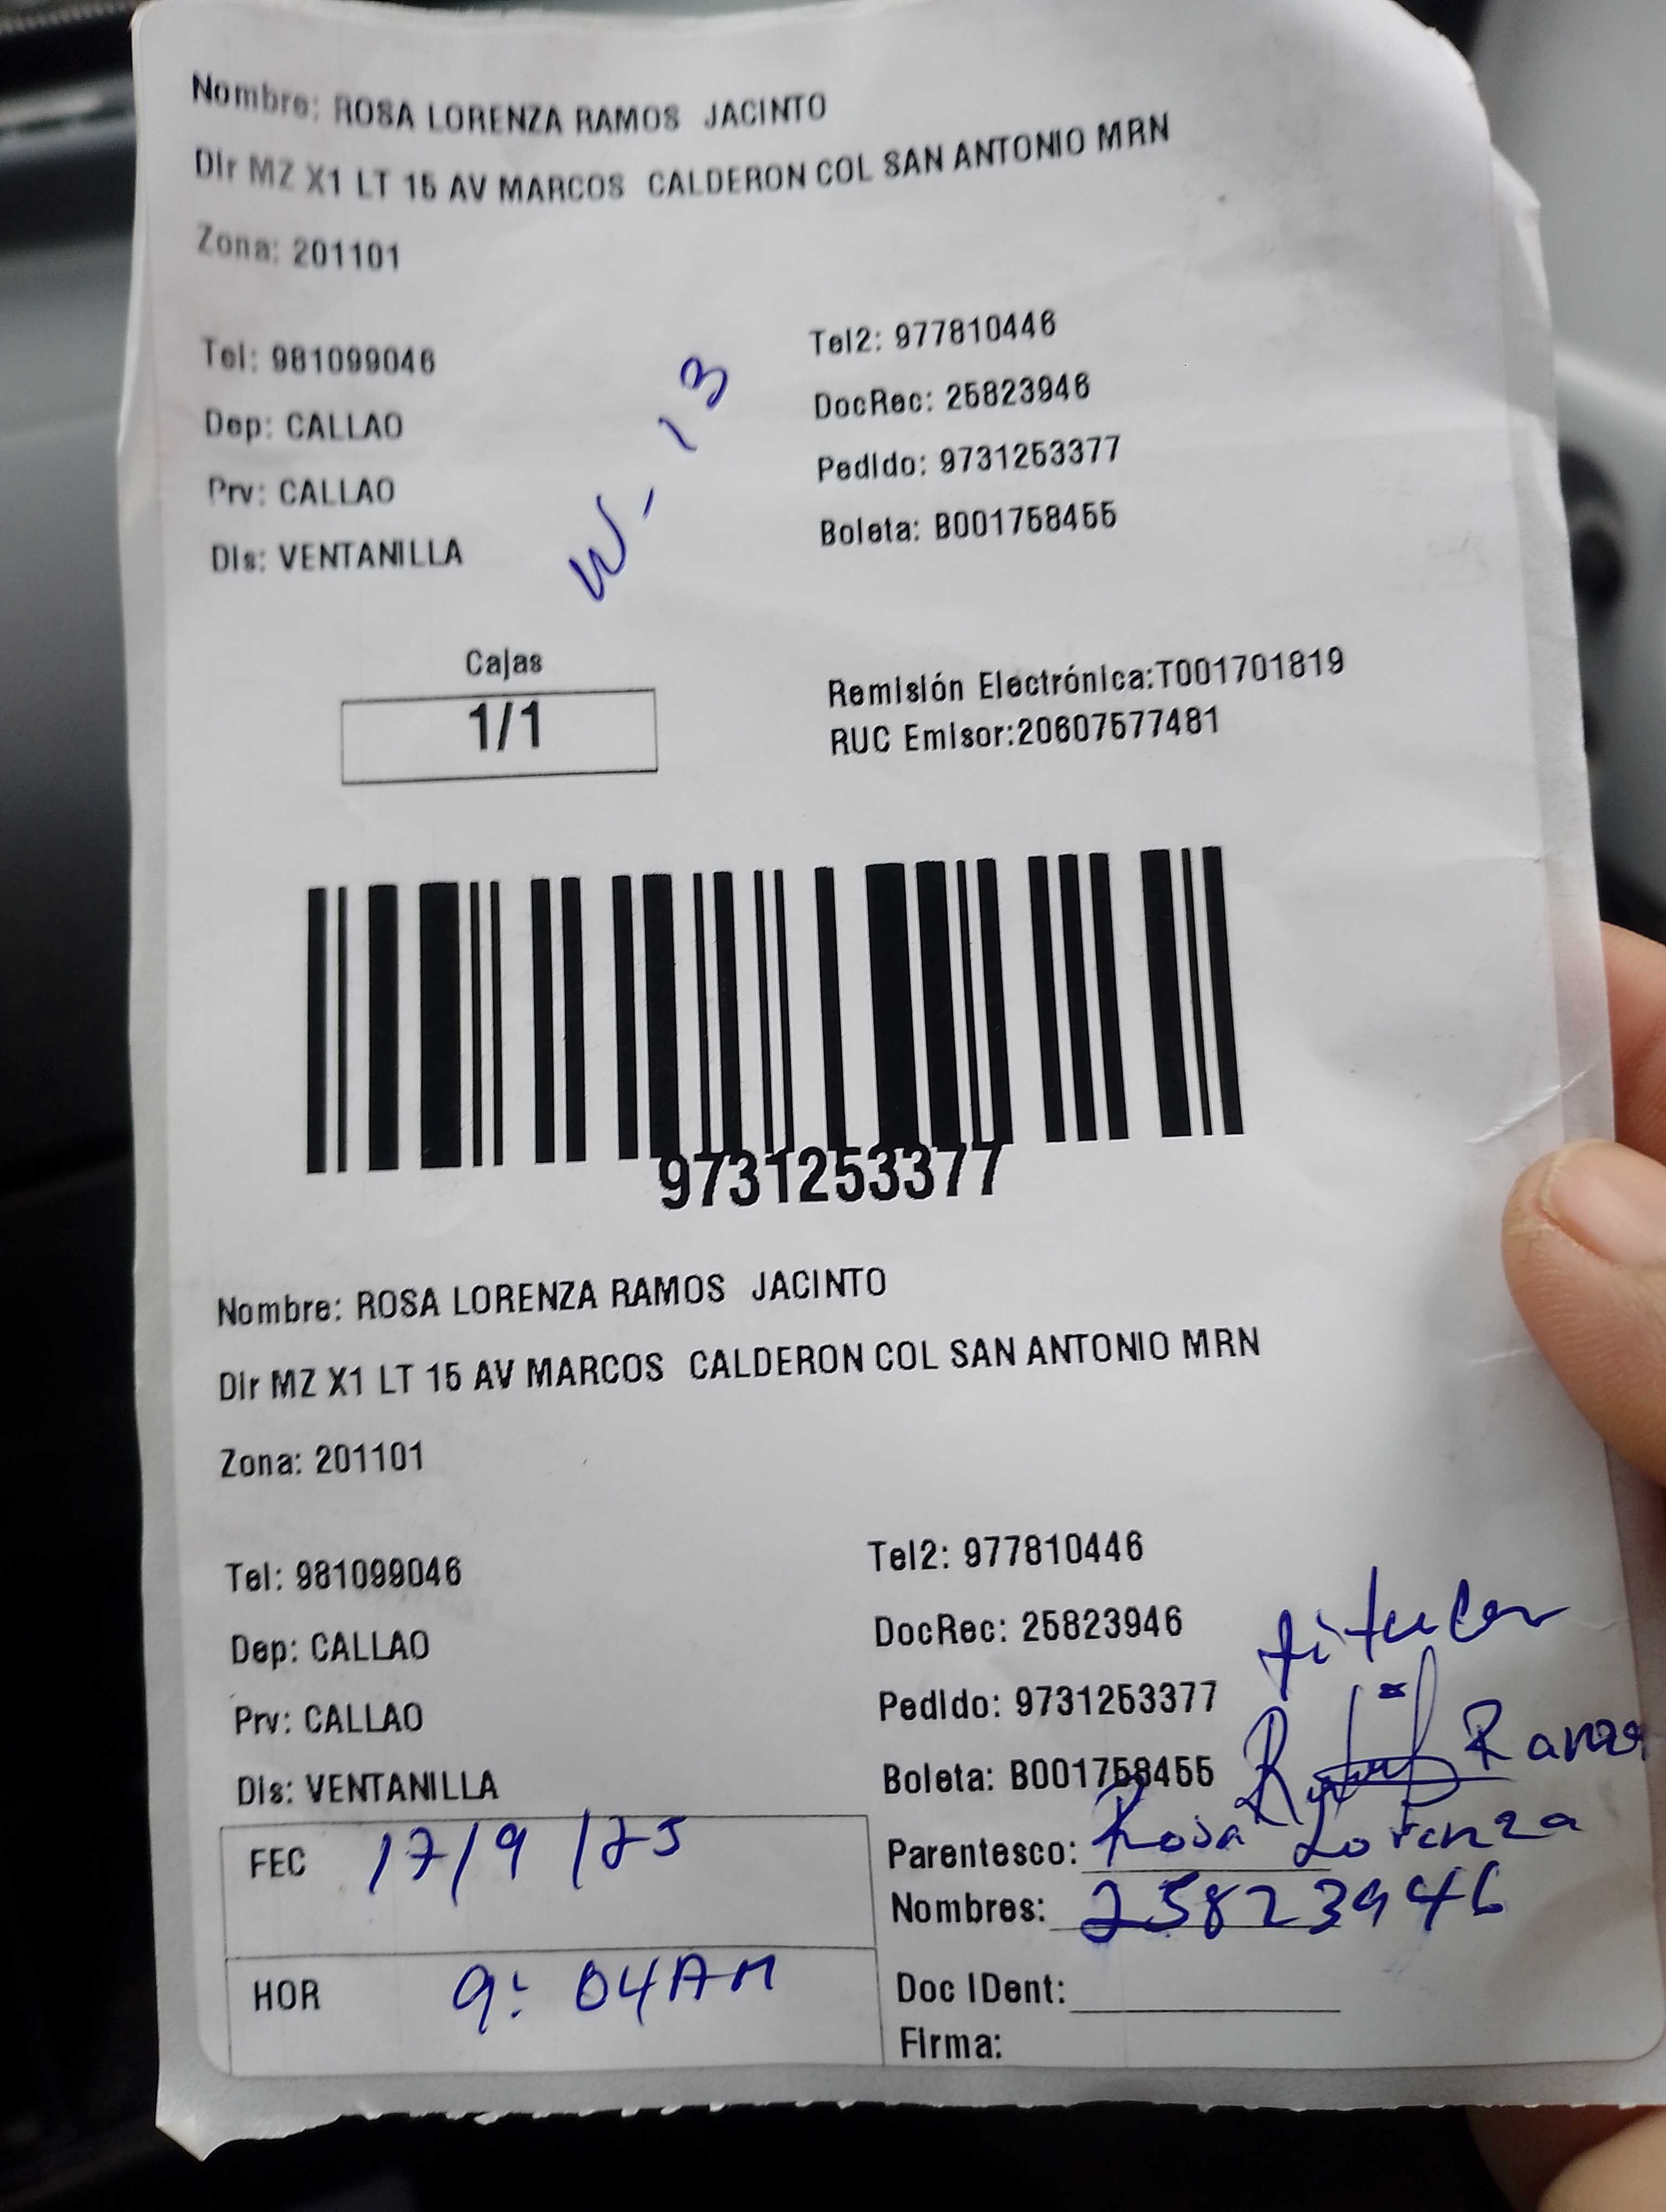 Nombre: ROSA LORENZA RAMOS JACINTO
Dir MZ X1 LT 15 AV MARCOS CALDERON COL SAN ANTONIO MRN
Zona: 201101
Tel: 981099046
Tel2: 977810446
Dep: CALLAO
DocRec: 25823946
Prv: CALLAO
Pedido: 9731253377
Dis: VENTANILLA
Boleta: B001758455
W-13
Cajas
1/1
Remisión Electrónica:T001701819
RUC Emisor:20607577481
9731253377
Nombre: ROSA LORENZA RAMOS JACINTO
Dir MZ X1 LT 15 AV MARCOS CALDERON COL SAN ANTONIO MRN
Zona: 201101
Tel: 981099046
Tel2: 977810446
Dep: CALLAO
DocRec: 25823946
titular
Prv: CALLAO
Pedido: 9731253377
Dis: VENTANILLA
Boleta: B001758455
FEC 17/9/25
Parentesco: Rosa Lorenza
Nombres: 25823946
HOR 9:04AM
Doc IDent:
Firma: